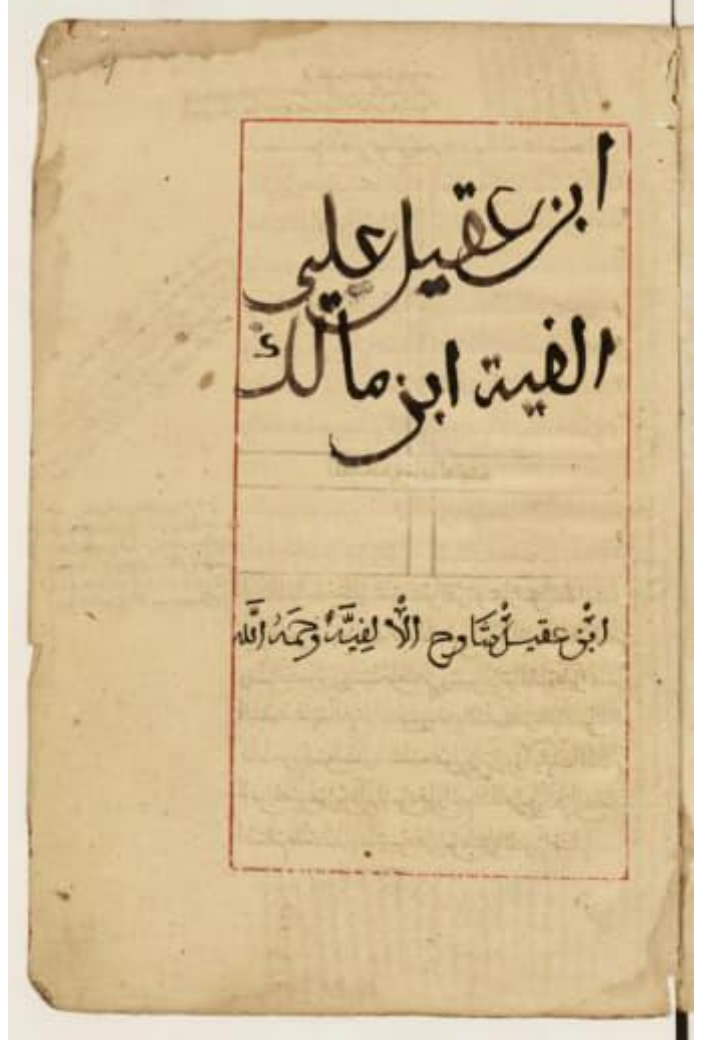 ابن عقيل على
الفية ابن مالك
ابن عقيل شارح الالفية رحمه الله